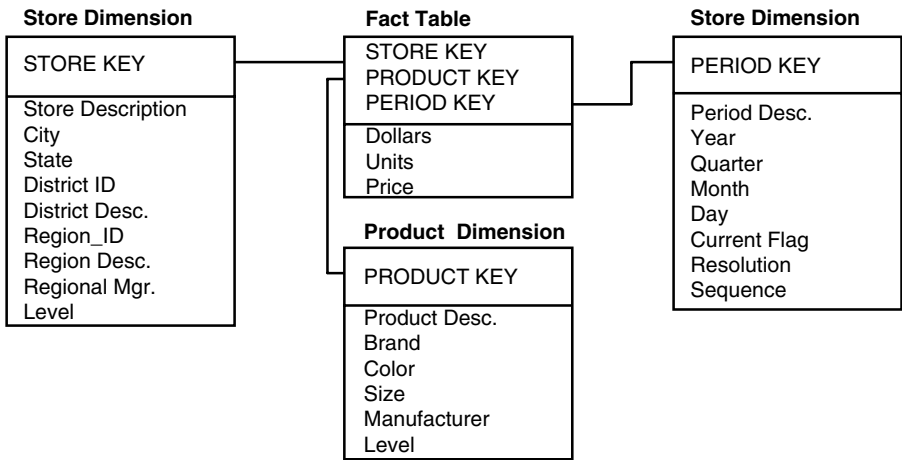 Store Dimension
STORE KEY
Store Description
City
State
District ID
District Desc.
Region_ID
Region Desc.
Regional Mgr.
Level
Fact Table
STORE KEY
PRODUCT KEY
PERIOD KEY
Dollars
Units
Price
Product Dimension
PRODUCT KEY
Product Desc.
Brand
Color
Size
Manufacturer
Level
Store Dimension
PERIOD KEY
Period Desc.
Year
Quarter
Month
Day
Current Flag
Resolution
Sequence